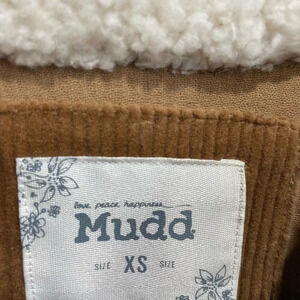 love. peace. happiness.
Mudd
SIZE XS SIZE